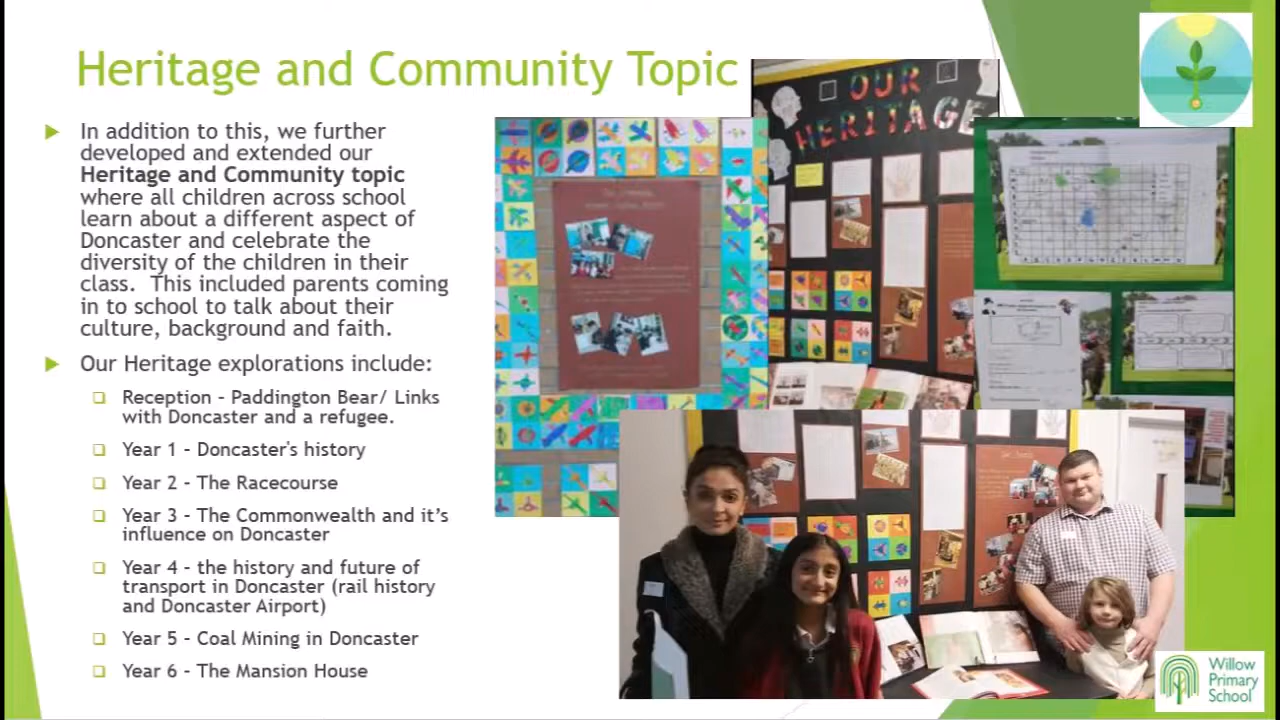 Heritage and Community Topic
In addition to this, we further
developed and extended our
Heritage and Community topic
where all children across school
learn about a different aspect of
Doncaster and celebrate the
diversity of the children in their
class.  This included parents coming
in to school to talk about their
culture, background and faith.
Our Heritage explorations include:
Reception – Paddington Bear/ Links
with Doncaster and a refugee.
Year 1 – Doncaster's history
Year 2 – The Racecourse
Year 3 – The Commonwealth and it’s
influence on Doncaster
Year 4 – the history and future of
transport in Doncaster (rail history
and Doncaster Airport)
Year 5 – Coal Mining in Doncaster
Year 6 – The Mansion House
OUR
HERITAGE
Willow
Primary
School